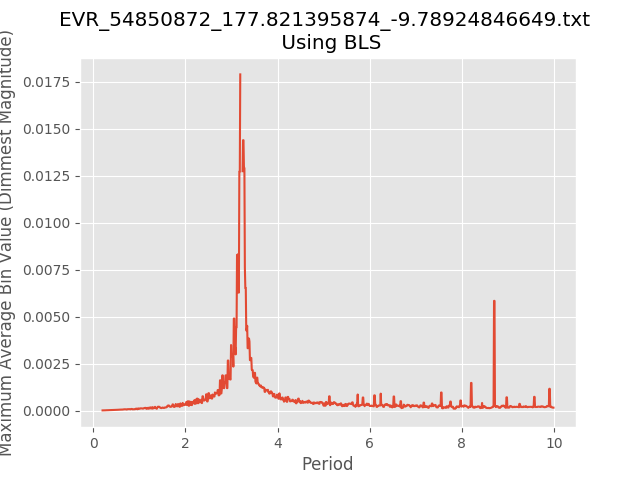 EVR_54850872_177.821395874_-9.78924846649.txt
Using BLS
Maximum Average Bin Value (Dimmest Magnitude)
0.0175
0.0150
0.0125
0.0100
0.0075
0.0050
0.0025
0.0000
0 2 4 6 8 10
Period